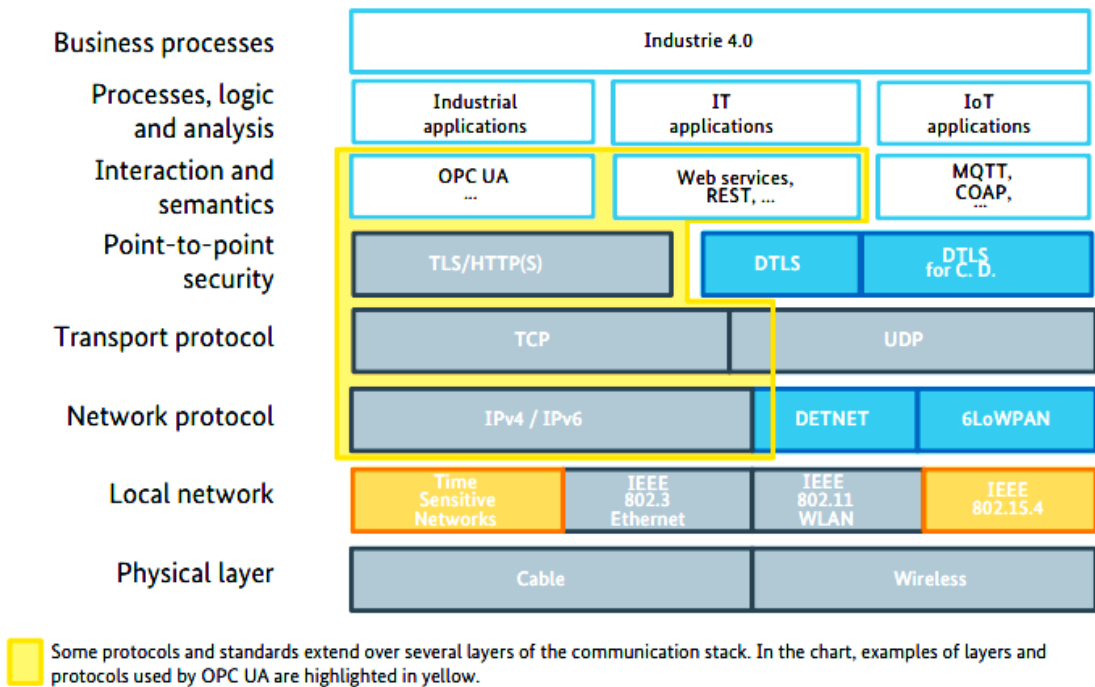 Business processes
Industrie 4.0
Processes, logic
and analysis
Industrial
applications
IT
applications
IoT
applications
Interaction and
semantics
OPC UA
...
Web services,
REST, ...
MQTT,
COAP,
...
Point-to-point
security
TLS/HTTP(S)
DTLS
DTLS
for C. D.
Transport protocol
TCP
UDP
Network protocol
IPv4 / IPv6
DETNET
6LoWPAN
Local network
Time
Sensitive
Networks
IEEE
802.3
Ethernet
IEEE
802.11
WLAN
IEEE
802.15.4
Physical layer
Cable
Wireless
Some protocols and standards extend over several layers of the communication stack. In the chart, examples of layers and
protocols used by OPC UA are highlighted in yellow.